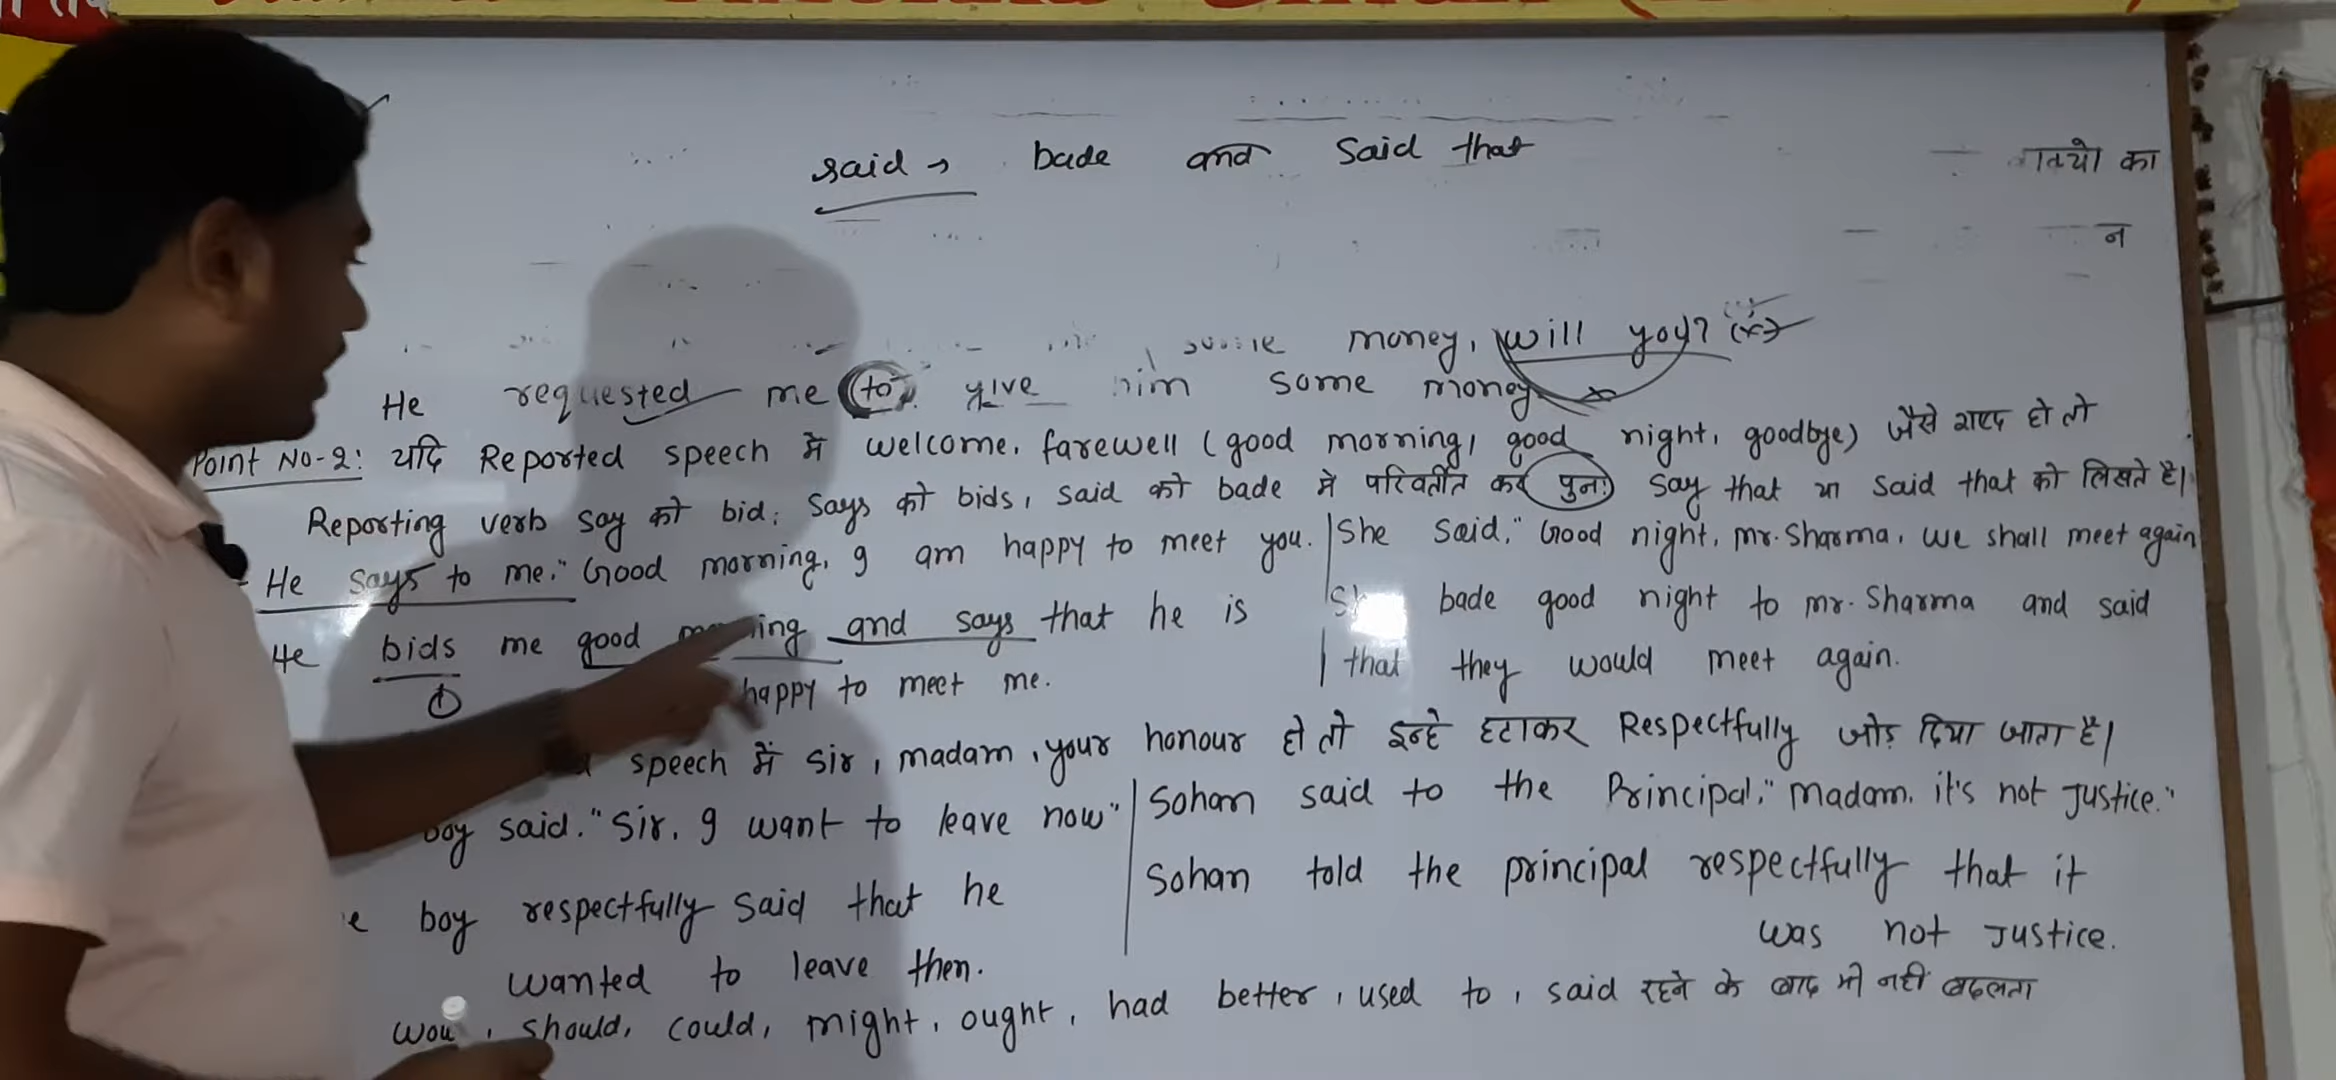 said → bade and said that
क्यो का
न
money, will you? (x)
He requested me to give him some money
Point No-2: यदि Reported speech में welcome, farewell (good morning, good night, goodbye) जैसे शब्द हो तो
Reporting verb say को bid, says को bids, said को bade मे परिवर्तीत कर पुनः say that या said that को लिखते है।
He says to me," Good morning, I am happy to meet you.
He bids me good morning and says that he is
① happy to meet me.
She said," Good night, Mr. Sharma, we shall meet again
She bade good night to mr. Sharma and said
that they would meet again.
speech में sir, madam, your honour हो तो इन्हे हटाकर Respectfully जोड़ दिया जाता है।
boy said. "Sir, I want to leave now"
boy respectfully said that he
wanted to leave then.
Sohan said to the Principal," madam, it's not Justice."
Sohan told the principal respectfully that it
was not Justice.
should, could, might, ought, had better, used to, said रहने के बाद भी नहीं बदलता